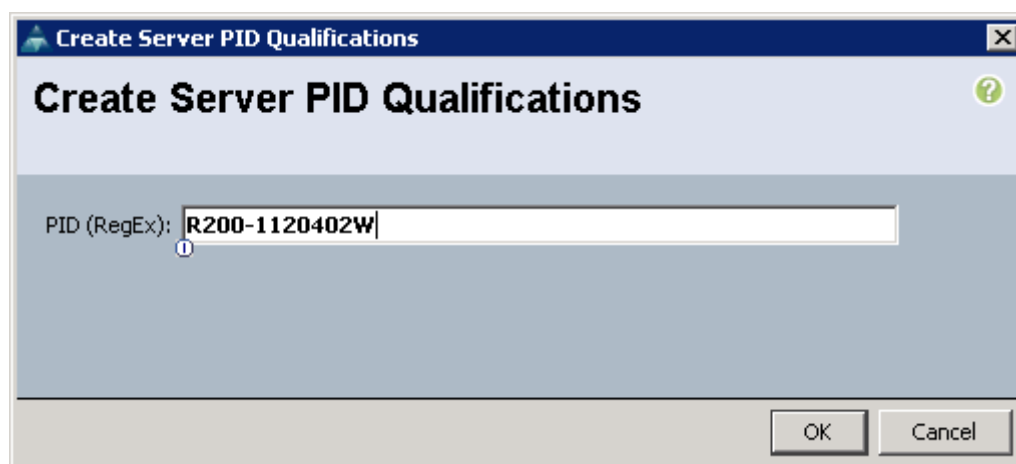 Create Server PID Qualifications
Create Server PID Qualifications
PID (RegEx): R200-1120402W
OK Cancel